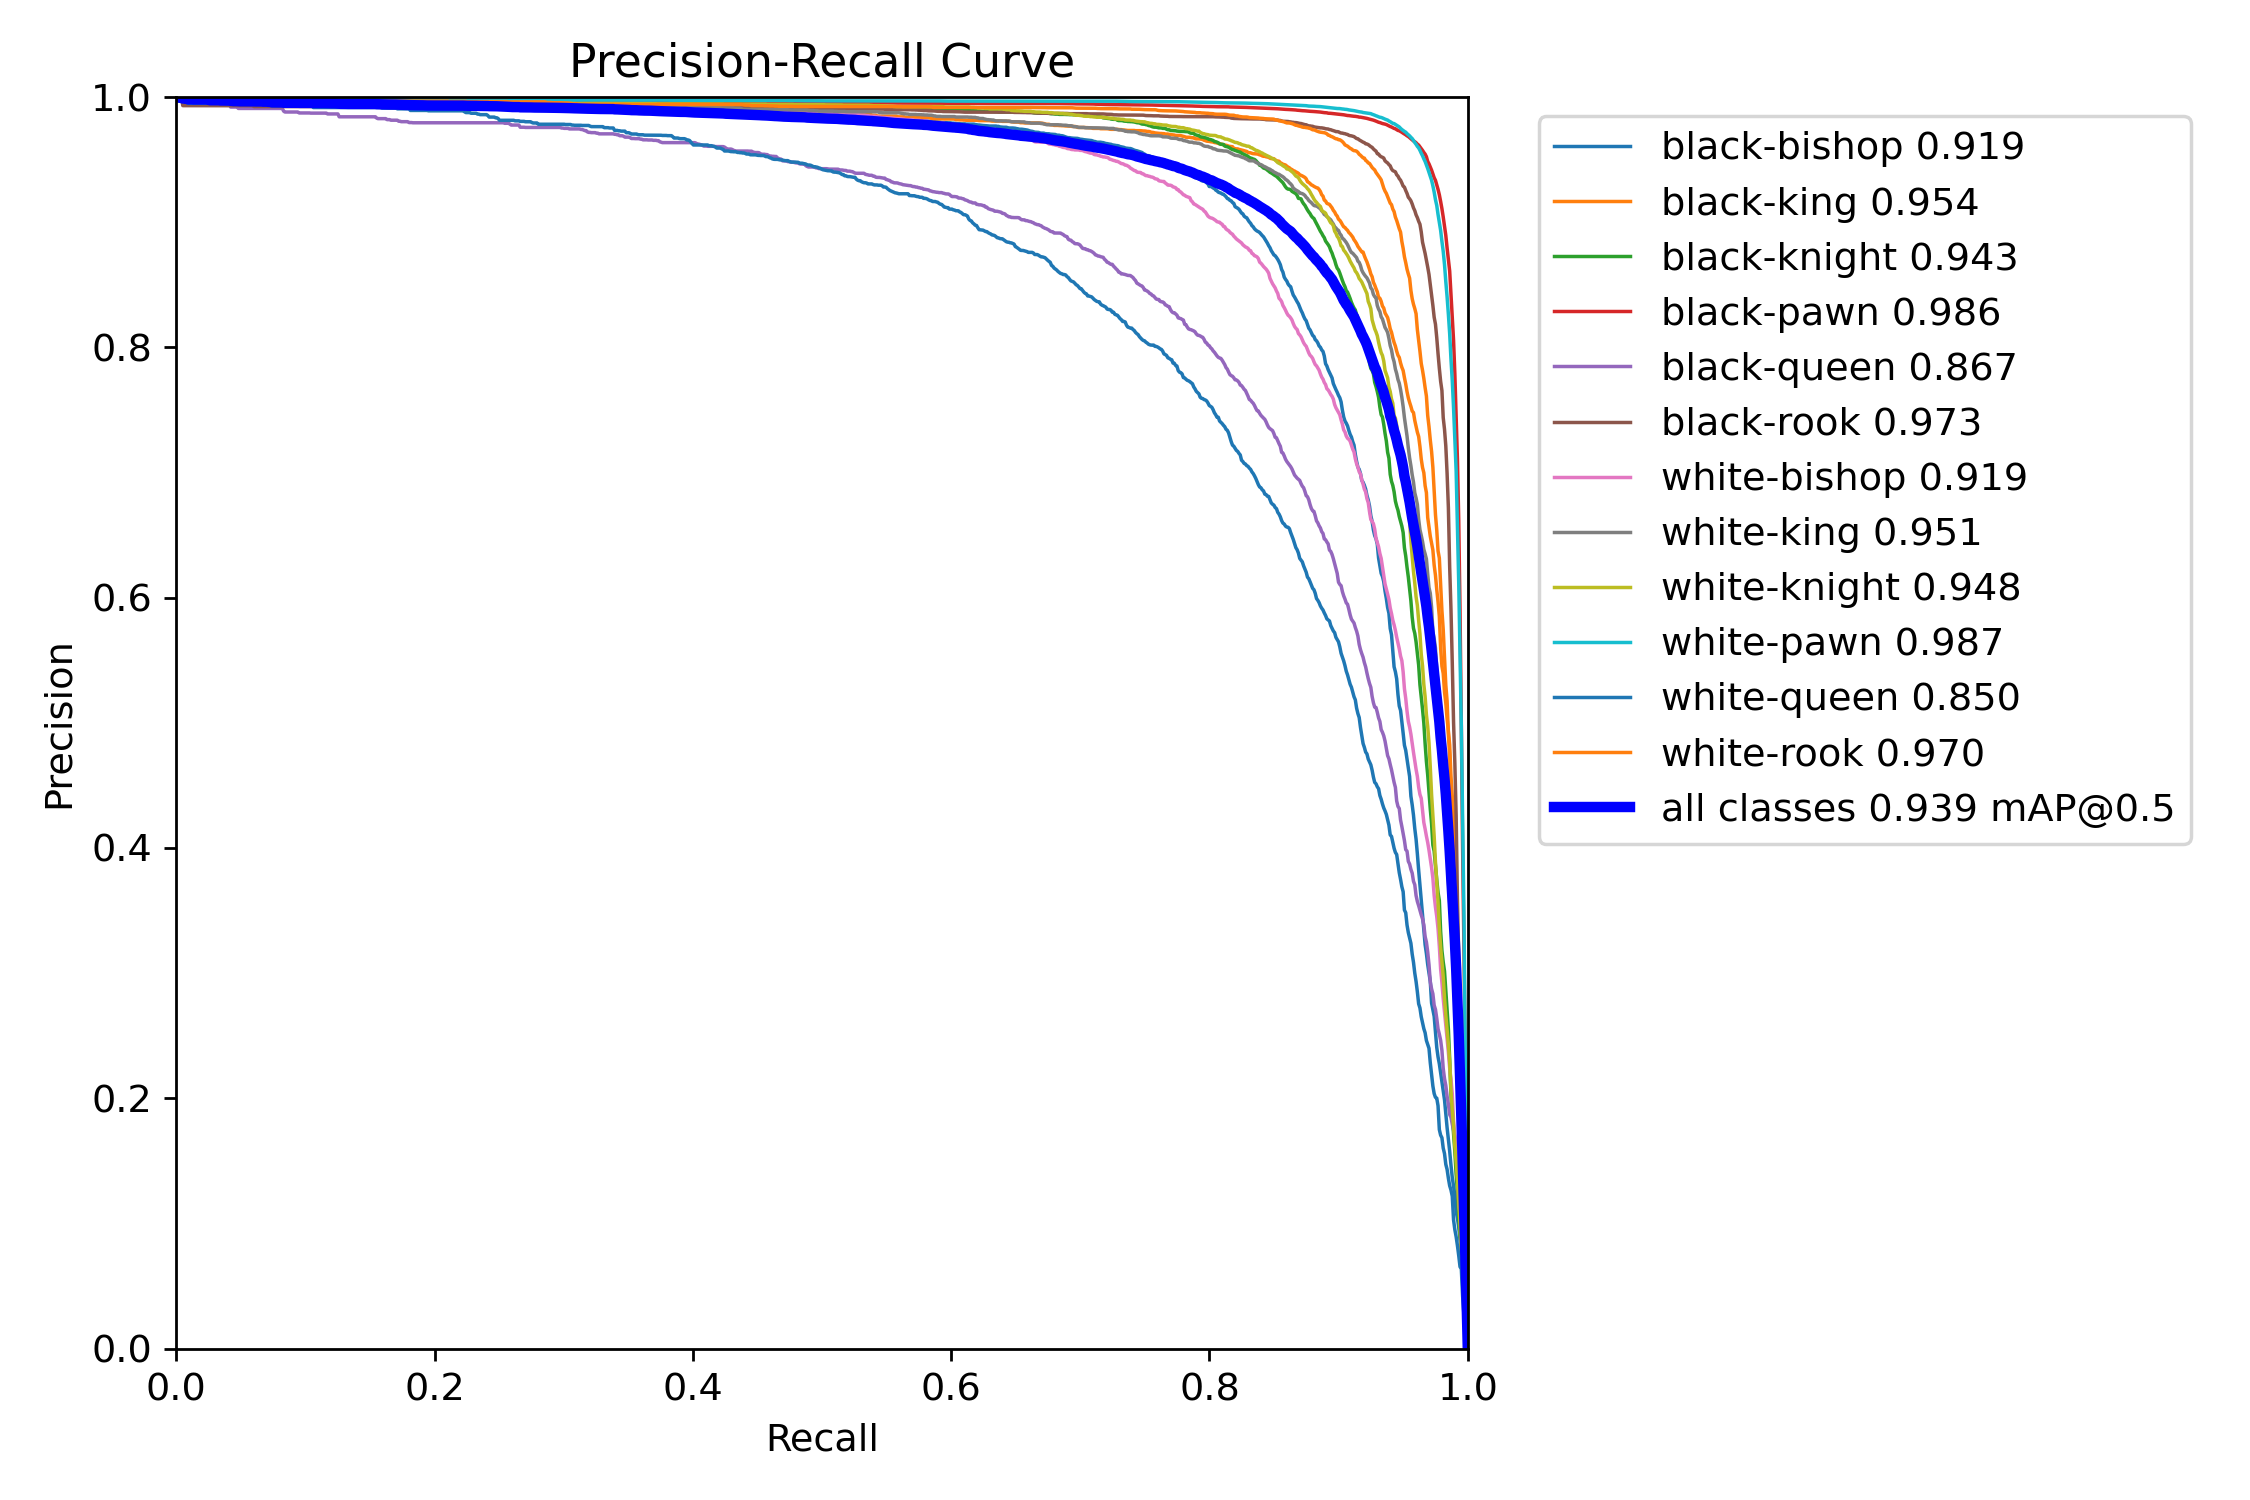 Precision-Recall Curve
1.0
0.8
0.6
0.4
0.2
0.0
Precision
0.0 0.2 0.4 0.6 0.8 1.0
Recall
black-bishop 0.919
black-king 0.954
black-knight 0.943
black-pawn 0.986
black-queen 0.867
black-rook 0.973
white-bishop 0.919
white-king 0.951
white-knight 0.948
white-pawn 0.987
white-queen 0.850
white-rook 0.970
all classes 0.939 mAP@0.5